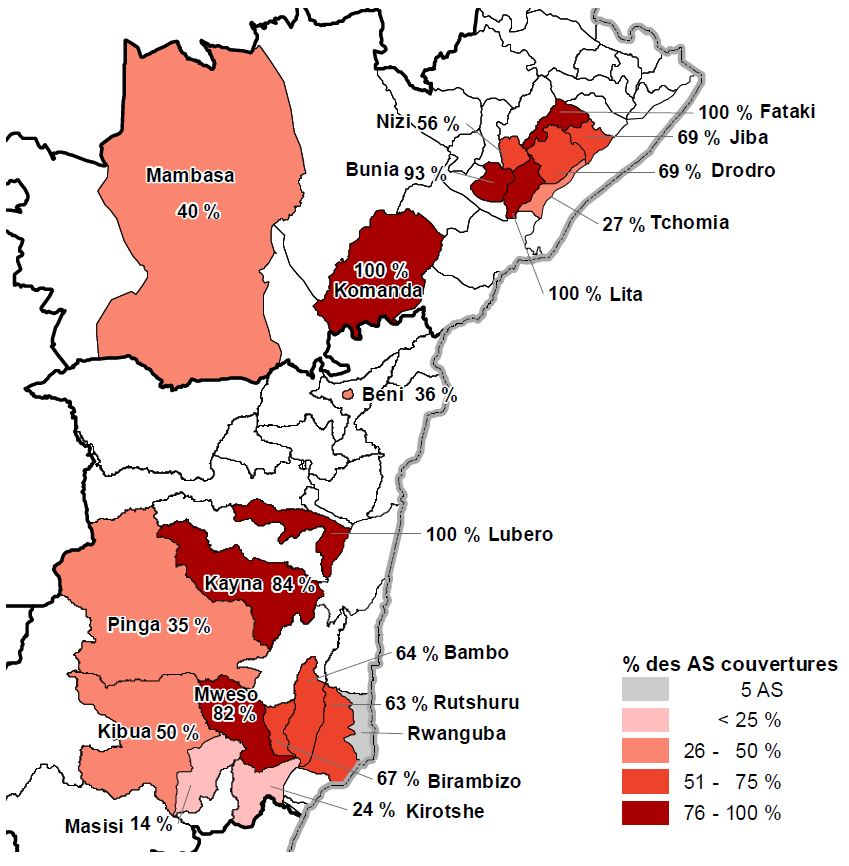 100 % Fataki
Nizi 56 %
69 % Jiba
Bunia 93 %
69 % Drodro
Mambasa
40 %
27 % Tchomia
100 %
Komanda
100 % Lita
Beni 36 %
100 % Lubero
Kayna 84 %
Pinga 35 %
64 % Bambo
Mweso
82 %
63 % Rutshuru
Kibua 50 %
Rwanguba
67 % Birambizo
24 % Kirotshe
Masisi 14 %
% des AS couvertures
5 AS
< 25 %
26 - 50 %
51 - 75 %
76 - 100 %